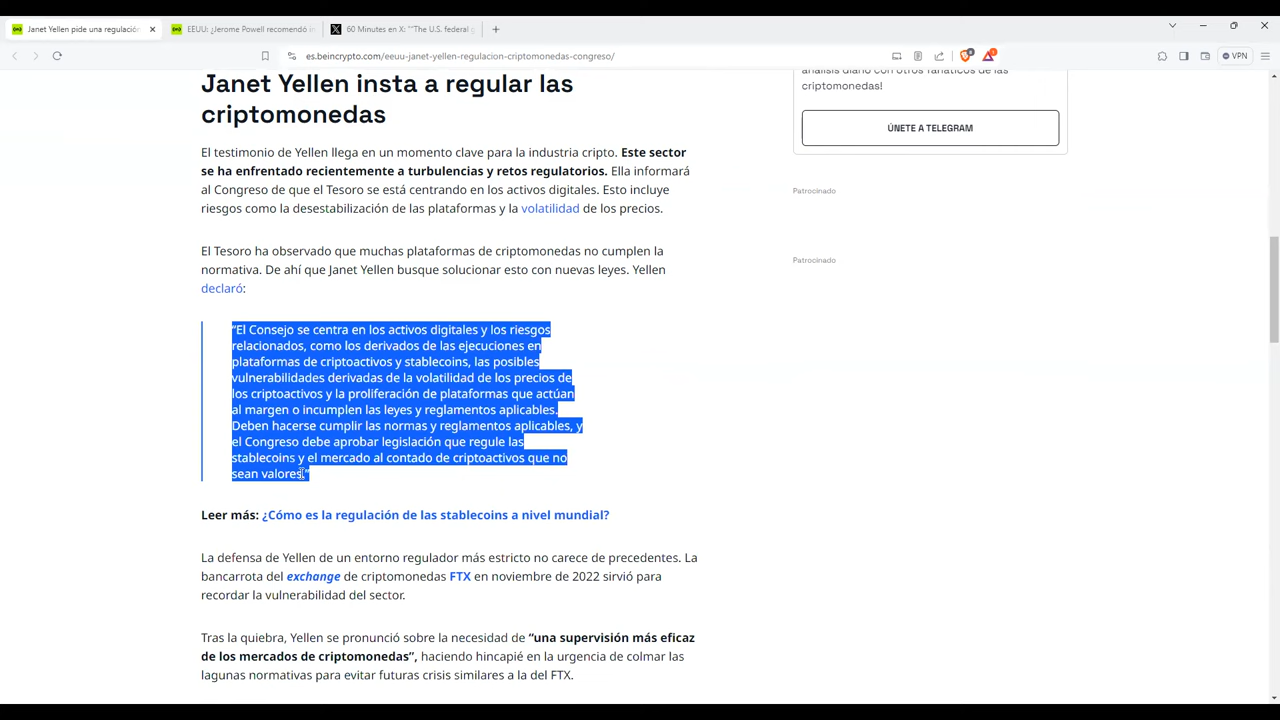 Janet Yellen pide una regulación
EEUU: ¡Jerome Powell recomendó i
60 Minutes en X: "“The U.S. federal g
es.beincrypto.com/eeuu-janet-yellen-regulacion-criptomonedas-congreso/
VPN
Janet Yellen insta a regular las
criptomonedas
El testimonio de Yellen llega en un momento clave para la industria cripto. Este sector
se ha enfrentado recientemente a turbulencias y retos regulatorios. Ella informará
al Congreso de que el Tesoro se está centrando en los activos digitales. Esto incluye
riesgos como la desestabilización de las plataformas y la volatilidad de los precios.
El Tesoro ha observado que muchas plataformas de criptomonedas no cumplen la
normativa. De ahí que Janet Yellen busque solucionar esto con nuevas leyes. Yellen
declaró:
“El Consejo se centra en los activos digitales y los riesgos
relacionados, como los derivados de las ejecuciones en
plataformas de criptoactivos y stablecoins, las posibles
vulnerabilidades derivadas de la volatilidad de los precios de
los criptoactivos y la proliferación de plataformas que actúan
al margen o incumplen las leyes y reglamentos aplicables.
Deben hacerse cumplir las normas y reglamentos aplicables, y
el Congreso debe aprobar legislación que regule las
stablecoins y el mercado al contado de criptoactivos que no
sean valores.”
Leer más: ¿Cómo es la regulación de las stablecoins a nivel mundial?
La defensa de Yellen de un entorno regulador más estricto no carece de precedentes. La
bancarrota del exchange de criptomonedas FTX en noviembre de 2022 sirvió para
recordar la vulnerabilidad del sector.
Tras la quiebra, Yellen se pronunció sobre la necesidad de “una supervisión más eficaz
de los mercados de criptomonedas”, haciendo hincapié en la urgencia de colmar las
lagunas normativas para evitar futuras crisis similares a la del FTX.
análisis diario con otros fanáticos de las
criptomonedas!
ÚNETE A TELEGRAM
Patrocinado
Patrocinado